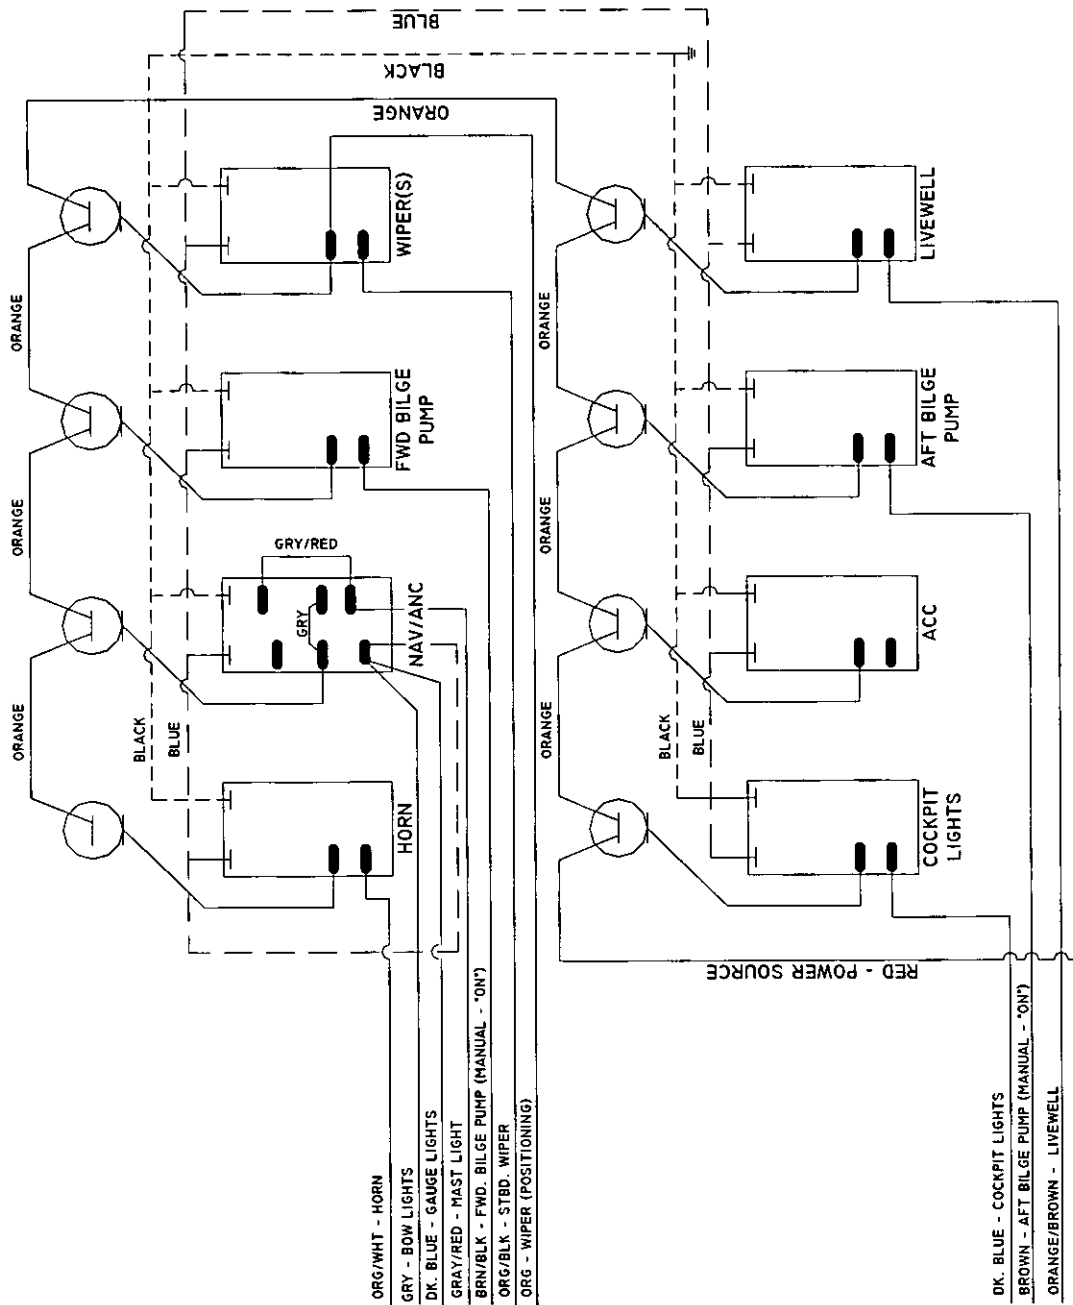 BLUE
BLACK
ORANGE
ORANGE
ORANGE
ORANGE
WIPER(S)
FWD BILGE
PUMP
GRY/RED
GRY
NAV/ANC
BLACK
BLUE
HORN
ORANGE
ORANGE
ORANGE
LIVEWELL
AFT BILGE
PUMP
ACC
BLACK
BLUE
COCKPIT
LIGHTS
RED - POWER SOURCE
ORG/WHT - HORN
GRY - BOW LIGHTS
DK. BLUE - GAUGE LIGHTS
GRAY/RED - MAST LIGHT
BRN/BLK - FWD. BILGE PUMP (MANUAL - "ON")
ORG/BLK - STBD. WIPER
ORG - WIPER (POSITIONING)
DK. BLUE - COCKPIT LIGHTS
BROWN - AFT BILGE PUMP (MANUAL - "ON")
ORANGE/BROWN - LIVEWELL